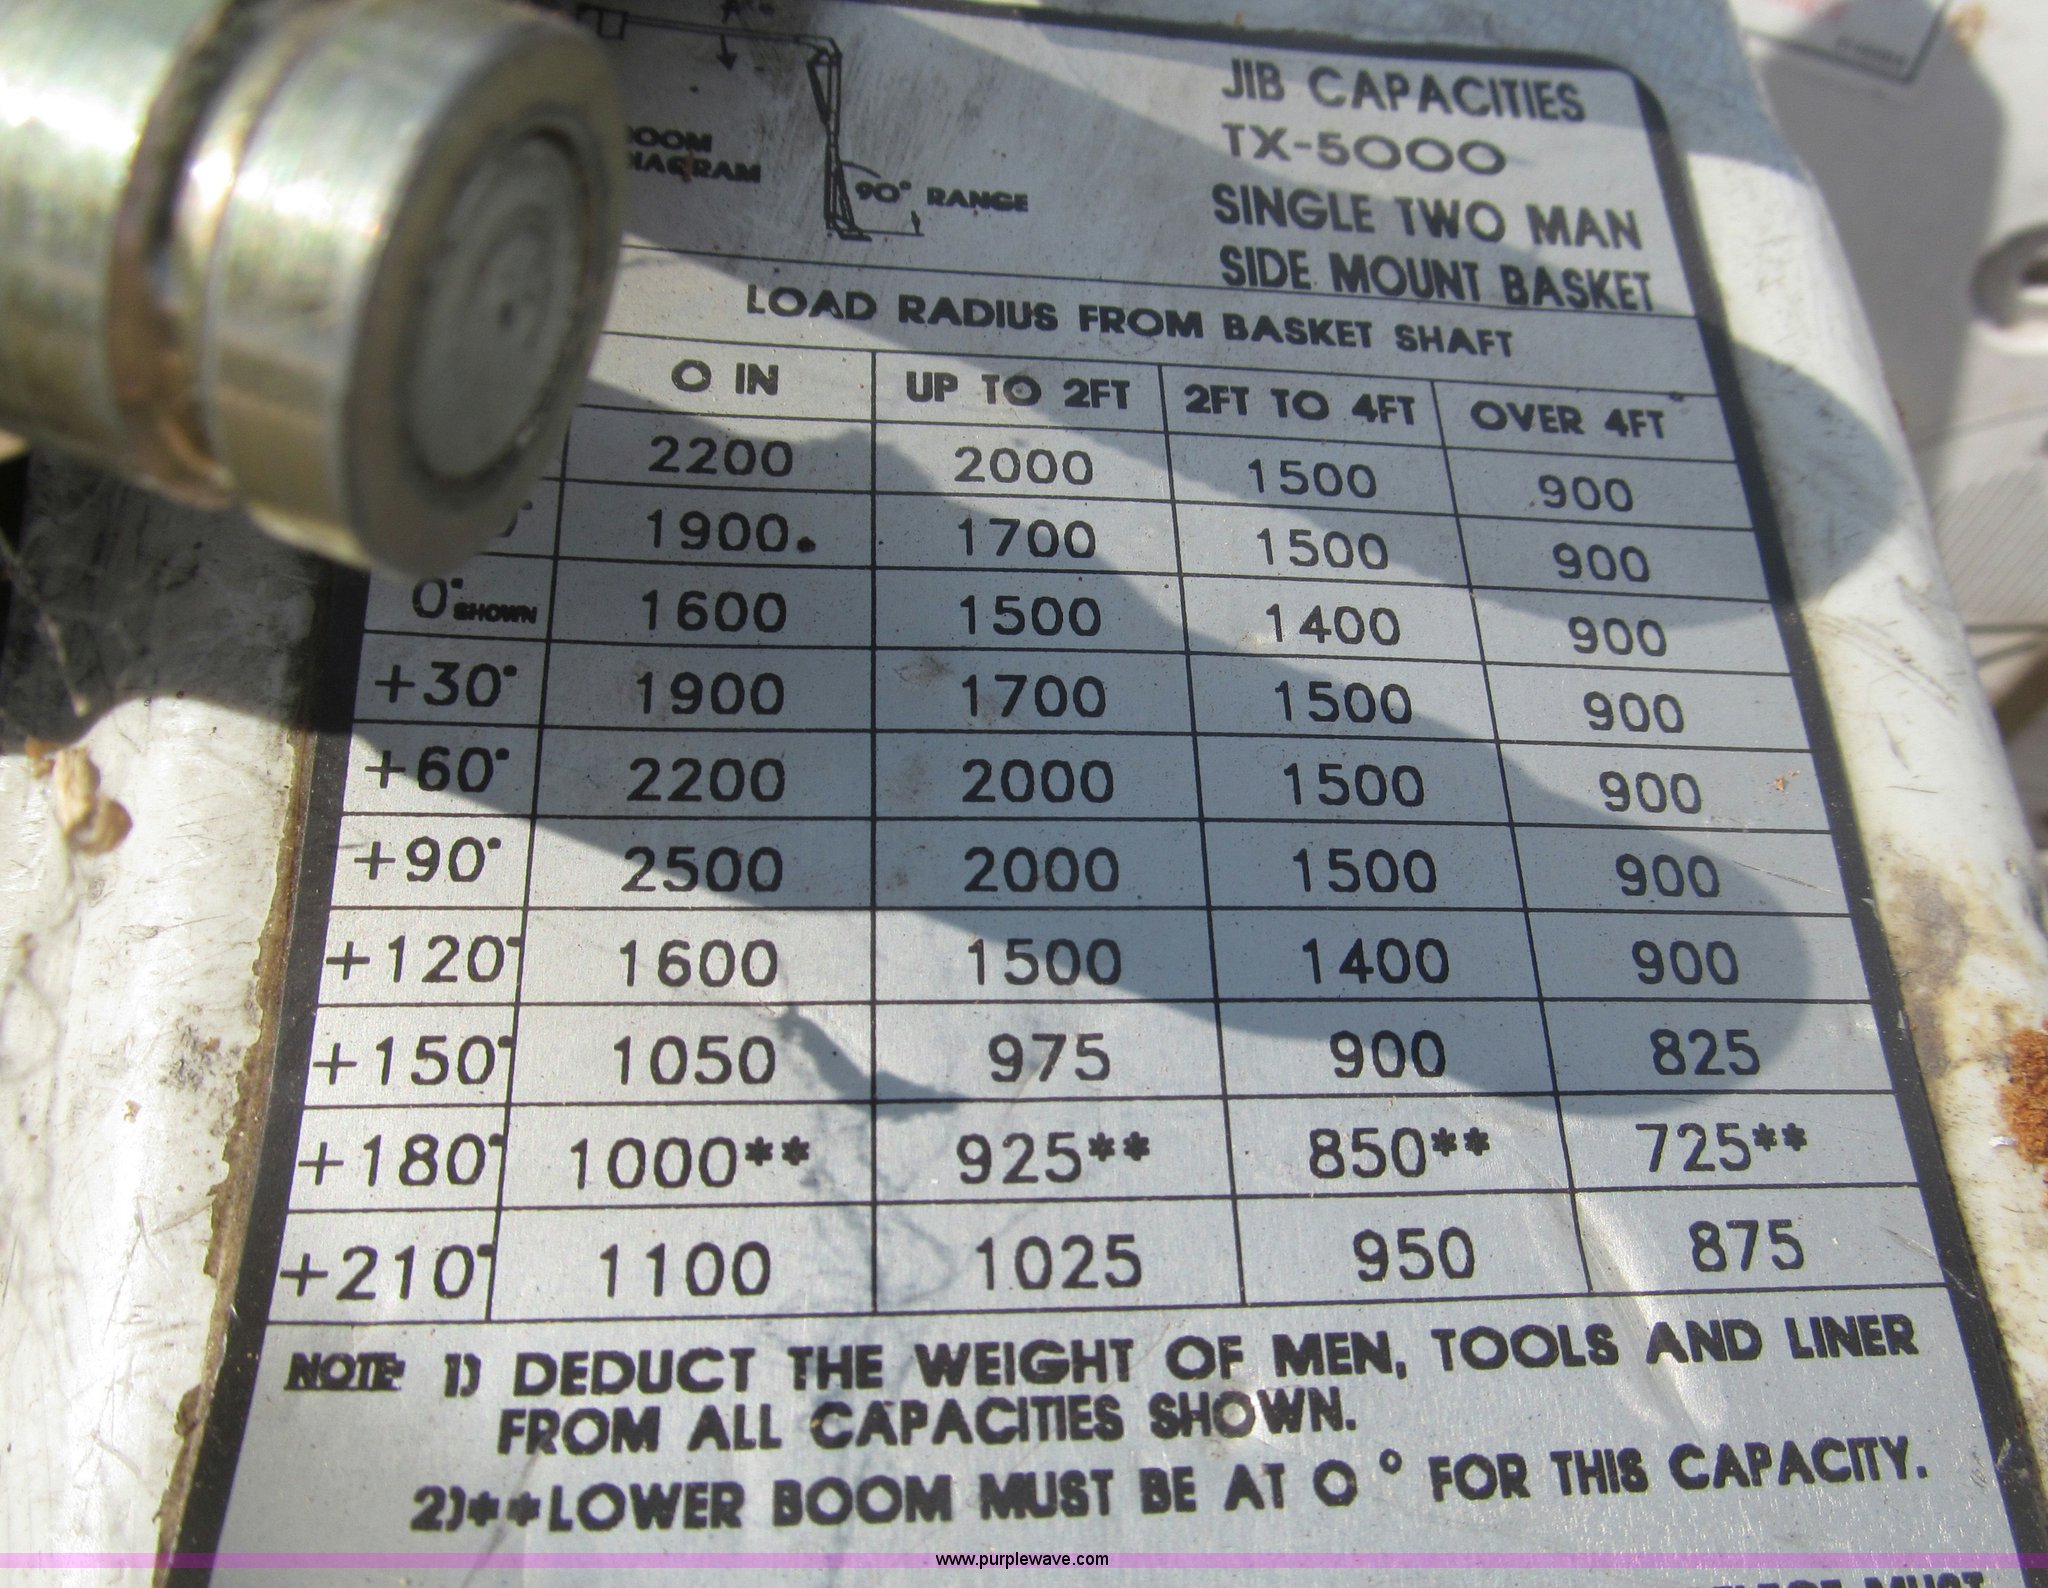 JIB CAPACITIES
TX-5000
SINGLE TWO MAN
SIDE MOUNT BASKET
90° RANGE
LOAD RADIUS FROM BASKET SHAFT
O IN UP TO 2FT 2FT TO 4FT OVER 4FT
2200 2000 1500 900
1900 1700 1500 900
0° SHOWN 1600 1500 1400 900
+30° 1900 1700 1500 900
+60° 2200 2000 1500 900
+90° 2500 2000 1500 900
+120° 1600 1500 1400 900
+150° 1050 975 900 825
+180° 1000** 925** 850** 725**
+210° 1100 1025 950 875
NOTE: 1) DEDUCT THE WEIGHT OF MEN, TOOLS AND LINER
FROM ALL CAPACITIES SHOWN.
2)**LOWER BOOM MUST BE AT O° FOR THIS CAPACITY.
www.purplewave.com